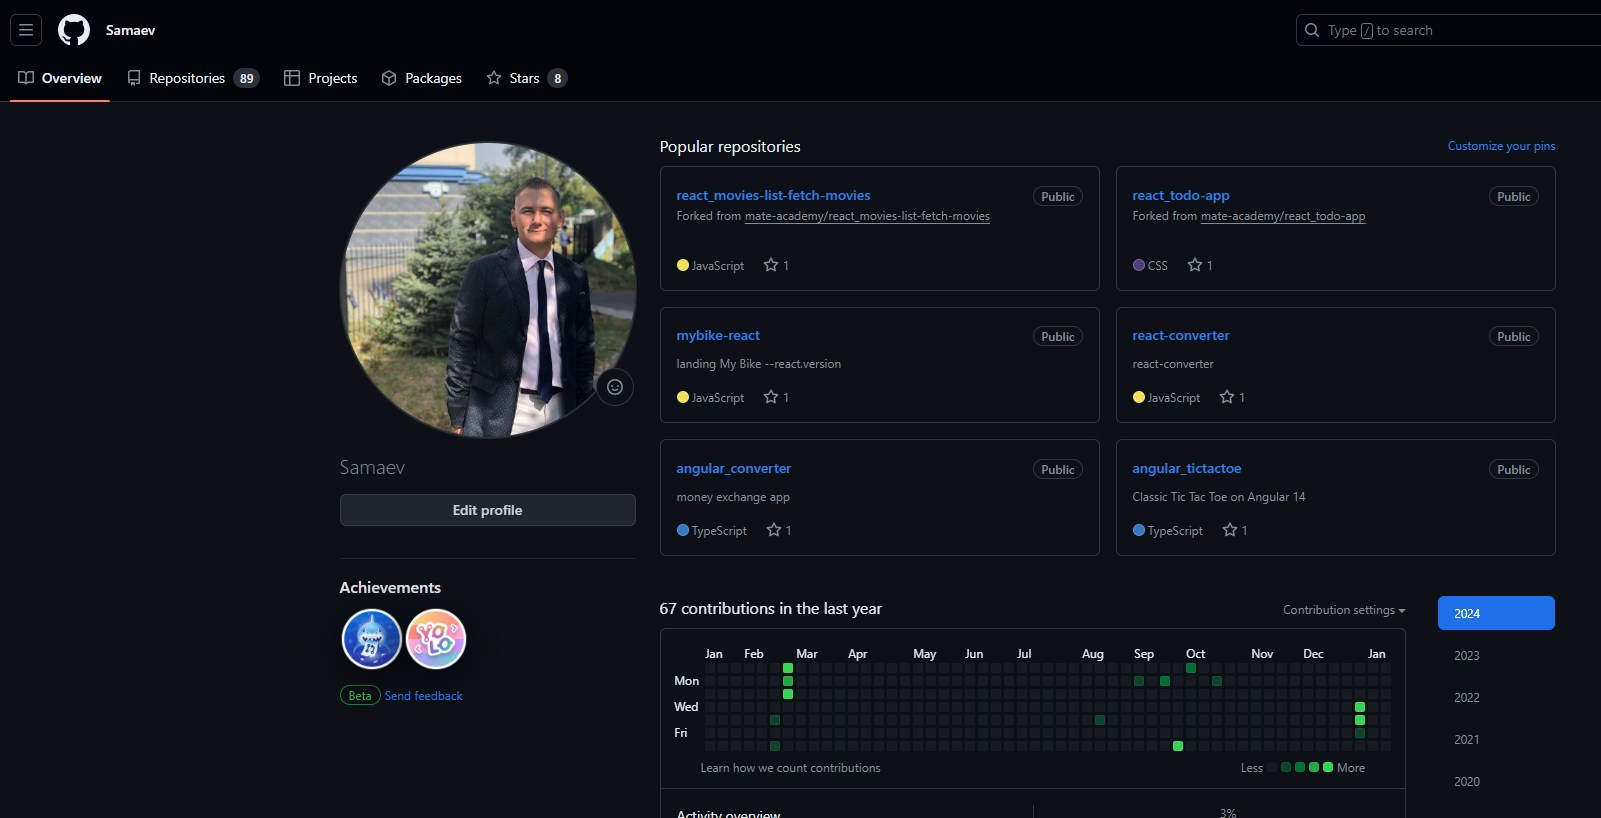 Samaev
Type / to search
Overview
Repositories 89
Projects
Packages
Stars 8
Samaev
Edit profile
Achievements
YOLO
Beta Send feedback
Popular repositories
Customize your pins
react_movies-list-fetch-movies
Public
Forked from mate-academy/react_movies-list-fetch-movies
JavaScript 1
react_todo-app
Public
Forked from mate-academy/react_todo-app
CSS 1
mybike-react
Public
landing My Bike --react.version
JavaScript 1
react-converter
Public
react-converter
JavaScript 1
angular_converter
Public
money exchange app
TypeScript 1
angular_tictactoe
Public
Classic Tic Tac Toe on Angular 14
TypeScript 1
67 contributions in the last year
Contribution settings
Jan Feb Mar Apr May Jun Jul Aug Sep Oct Nov Dec Jan
Mon
Wed
Fri
Learn how we count contributions
Less More
2024
2023
2022
2021
2020
Activity overview
3%